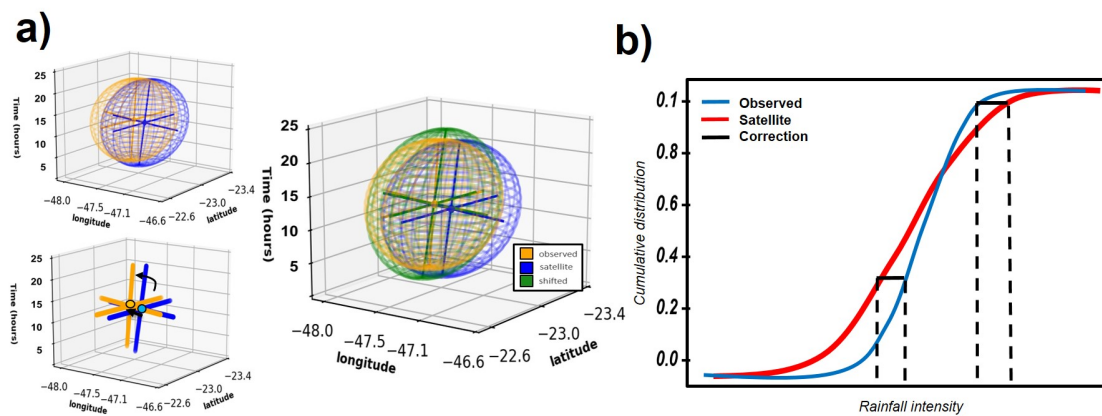 a)
Time (hours)
25
20
15
10
5
−48.0
−47.5
−47.1
−46.6
longitude
−22.6
−23.0
−23.4
latitude
Time (hours)
25
20
15
10
5
−48.0
−47.5
−47.1
−46.6
longitude
−22.6
−23.0
−23.4
latitude
Time (hours)
25
20
15
10
5
observed
satellite
shifted
−48.0
−47.5
−47.1
−46.6
longitude
−22.6
−23.0
−23.4
latitude
b)
Cumulative distribution
0.1
0.8
0.6
0.4
0.2
0.0
Observed
Satellite
Correction
Rainfall intensity